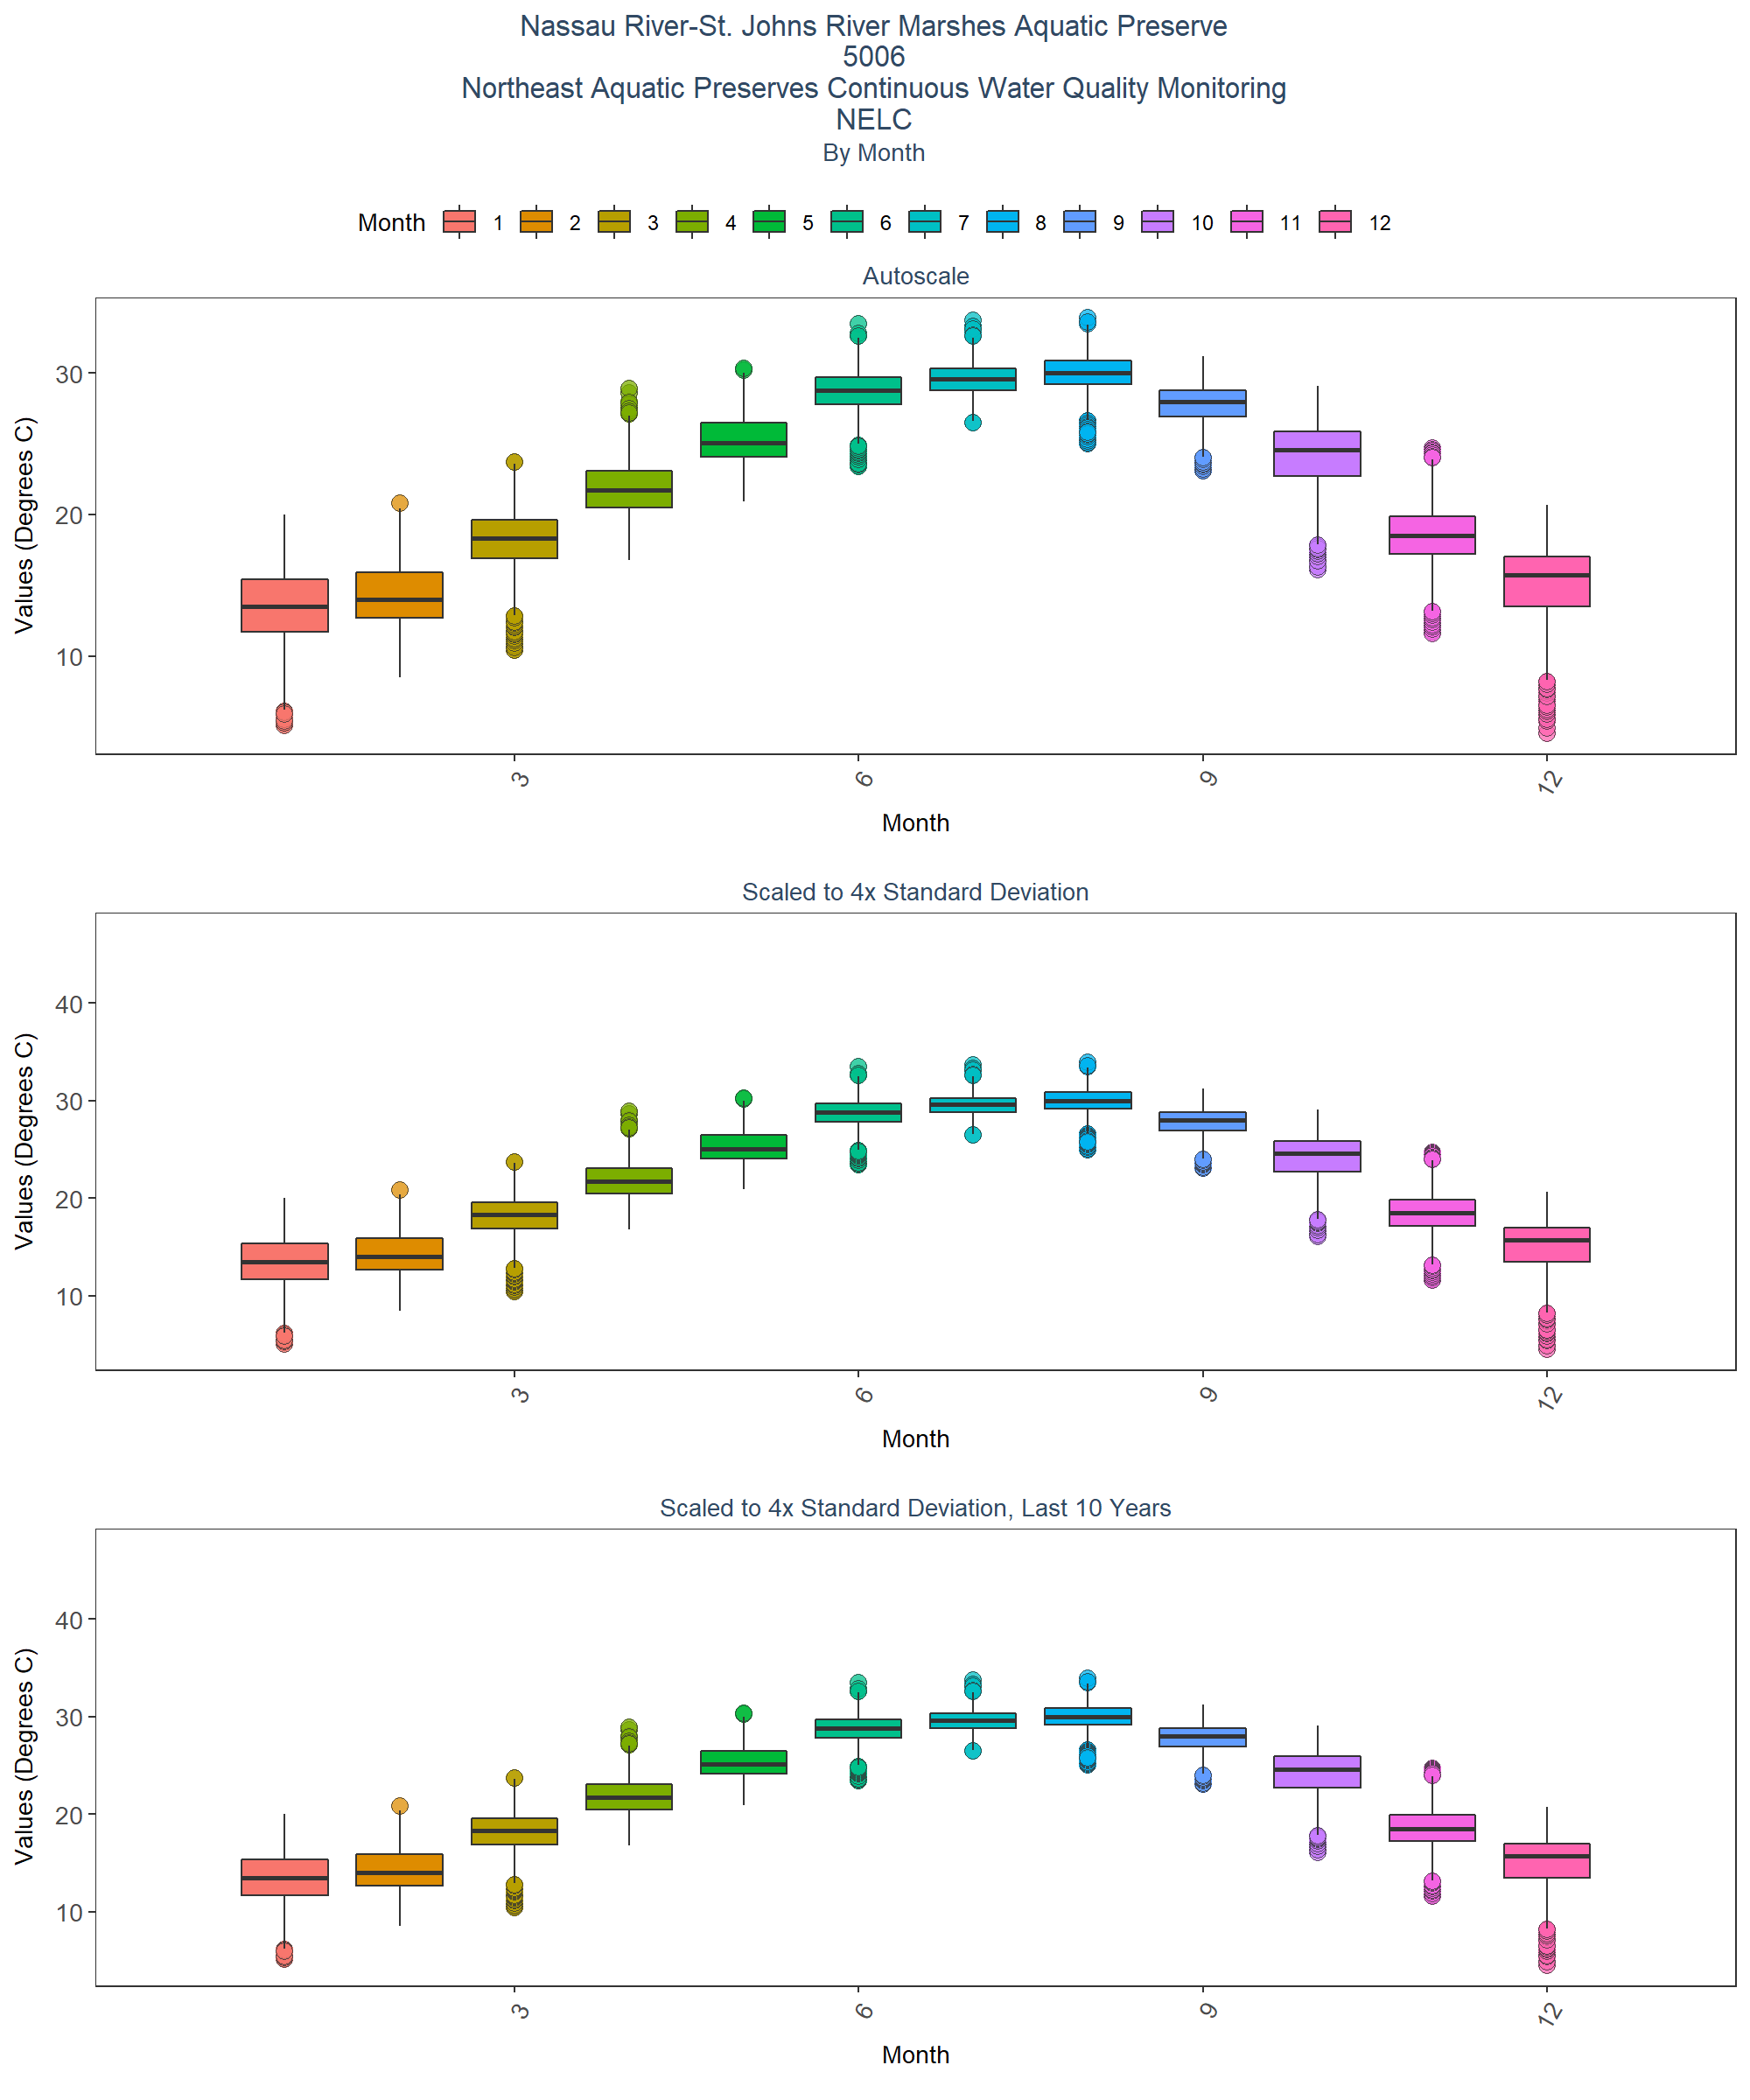 Nassau River-St. Johns River Marshes Aquatic Preserve
5006
Northeast Aquatic Preserves Continuous Water Quality Monitoring
NELC
By Month
Month 1 2 3 4 5 6 7 8 9 10 11 12
Autoscale
Values (Degrees C)
30
20
10
3 6 9 12
Month
Scaled to 4x Standard Deviation
Values (Degrees C)
40
30
20
10
3 6 9 12
Month
Scaled to 4x Standard Deviation, Last 10 Years
Values (Degrees C)
40
30
20
10
3 6 9 12
Month